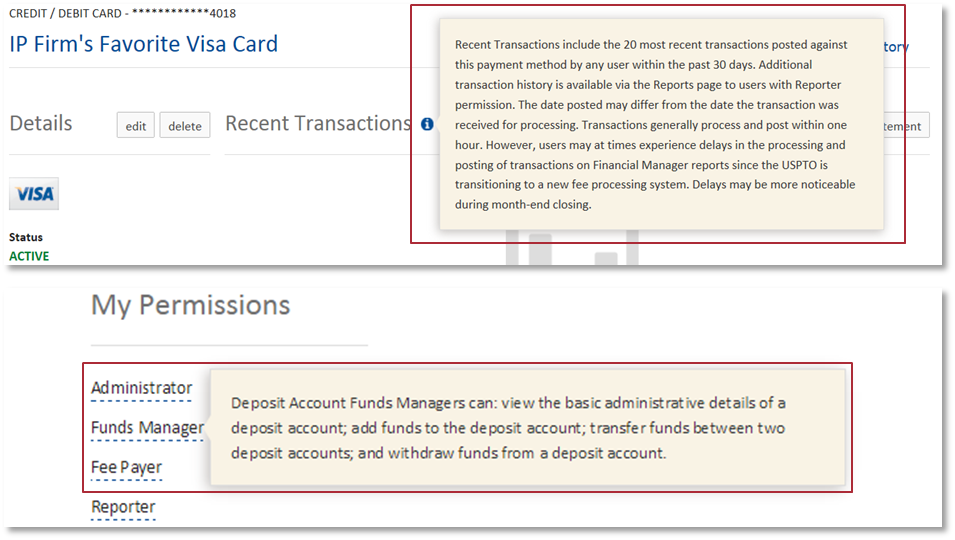 CREDIT / DEBIT CARD - ************4018
IP Firm's Favorite Visa Card
tory
Details
edit
delete
Recent Transactions
tement
Recent Transactions include the 20 most recent transactions posted against
this payment method by any user within the past 30 days. Additional
transaction history is available via the Reports page to users with Reporter
permission. The date posted may differ from the date the transaction was
received for processing. Transactions generally process and post within one
hour. However, users may at times experience delays in the processing and
posting of transactions on Financial Manager reports since the USPTO is
transitioning to a new fee processing system. Delays may be more noticeable
during month-end closing.
VISA
Status
ACTIVE
My Permissions
Administrator
Funds Manager
Fee Payer
Reporter
Deposit Account Funds Managers can: view the basic administrative details of a
deposit account; add funds to the deposit account; transfer funds between two
deposit accounts; and withdraw funds from a deposit account.